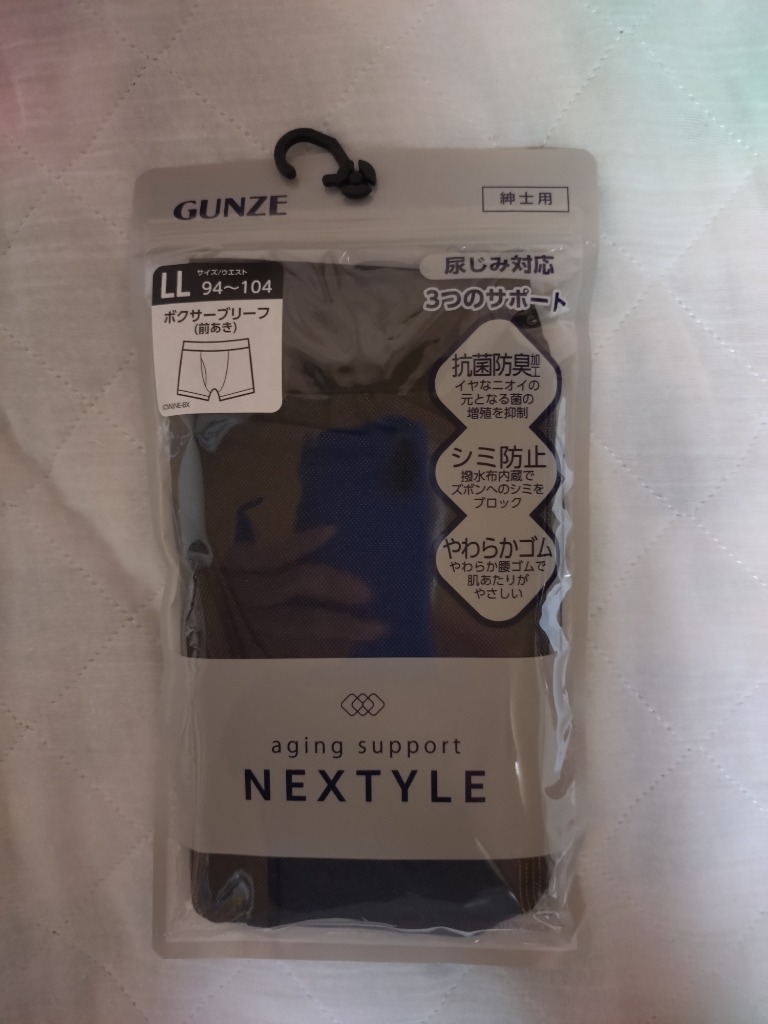 GUNZE
紳士用
LL サイズ/ウエスト 94～104
ボクサーブリーフ
(前あき)
©NINE-BX
尿じみ対応
3つのサポート
抗菌防臭加工
イヤなニオイの
元となる菌の
増殖を抑制
シミ防止
撥水布内蔵で
ズボンへのシミを
ブロック
やわらかゴム
やわらか腰ゴムで
肌あたりが
やさしい
aging support
NEXTYLE